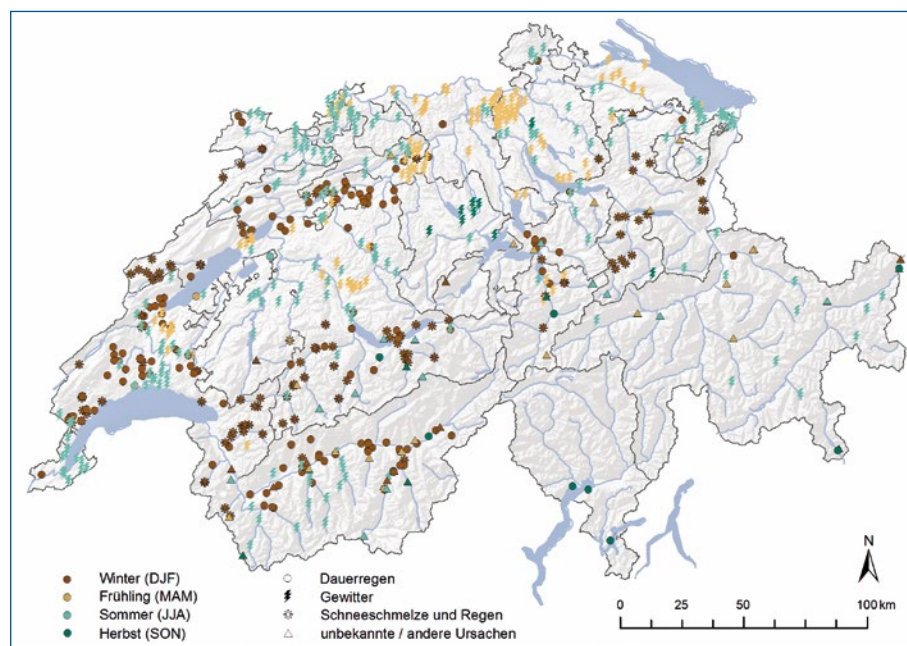 Winter (DJF)
Frühling (MAM)
Sommer (JJA)
Herbst (SON)
Dauerregen
Gewitter
Schneeschmelze und Regen
unbekannte / andere Ursachen
N
0 25 50 100 km